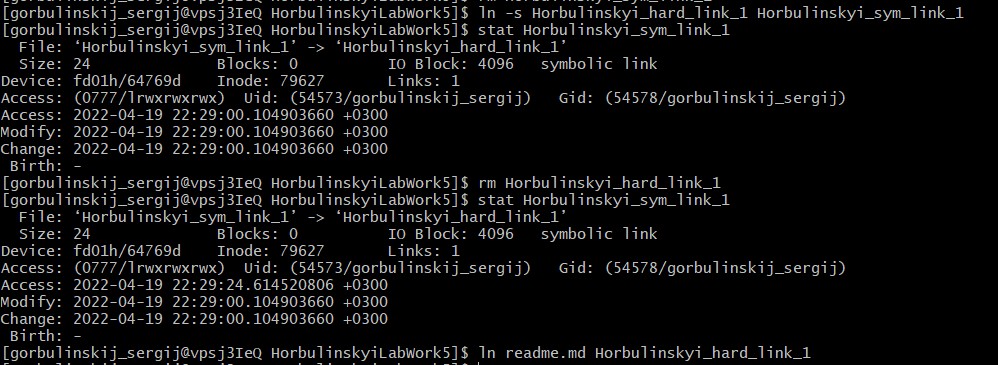 [gorbulinskij_sergij@vpsj3IeQ HorbulinskyiLabWork5]$ ln -s Horbulinskyi_hard_link_1 Horbulinskyi_sym_link_1
[gorbulinskij_sergij@vpsj3IeQ HorbulinskyiLabWork5]$ stat Horbulinskyi_sym_link_1
  File: ‘Horbulinskyi_sym_link_1’ -> ‘Horbulinskyi_hard_link_1’
  Size: 24              Blocks: 0          IO Block: 4096   symbolic link
Device: fd01h/64769d    Inode: 79627       Links: 1
Access: (0777/lrwxrwxrwx)  Uid: (54573/gorbulinskij_sergij)   Gid: (54578/gorbulinskij_sergij)
Access: 2022-04-19 22:29:00.104903660 +0300
Modify: 2022-04-19 22:29:00.104903660 +0300
Change: 2022-04-19 22:29:00.104903660 +0300
 Birth: -
[gorbulinskij_sergij@vpsj3IeQ HorbulinskyiLabWork5]$ rm Horbulinskyi_hard_link_1
[gorbulinskij_sergij@vpsj3IeQ HorbulinskyiLabWork5]$ stat Horbulinskyi_sym_link_1
  File: ‘Horbulinskyi_sym_link_1’ -> ‘Horbulinskyi_hard_link_1’
  Size: 24              Blocks: 0          IO Block: 4096   symbolic link
Device: fd01h/64769d    Inode: 79627       Links: 1
Access: (0777/lrwxrwxrwx)  Uid: (54573/gorbulinskij_sergij)   Gid: (54578/gorbulinskij_sergij)
Access: 2022-04-19 22:29:24.614520806 +0300
Modify: 2022-04-19 22:29:00.104903660 +0300
Change: 2022-04-19 22:29:00.104903660 +0300
 Birth: -
[gorbulinskij_sergij@vpsj3IeQ HorbulinskyiLabWork5]$ ln readme.md Horbulinskyi_hard_link_1